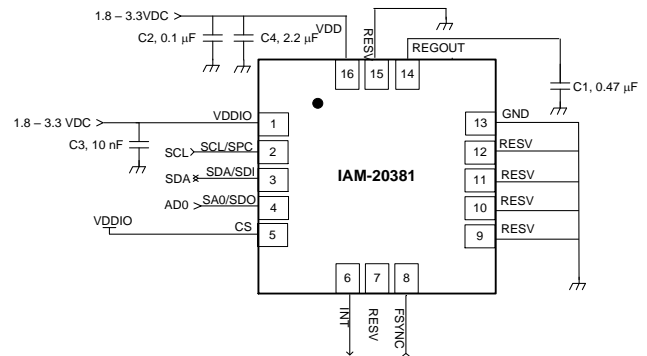 1.8 – 3.3VDC
C2, 0.1 μF
C4, 2.2 μF
VDD
RESV
REGOUT
C1, 0.47 μF
16
15
14
1.8 – 3.3 VDC
C3, 10 nF
VDDIO
1
SCL
SCL/SPC
2
SDA
SDA/SDI
3
AD0
SA0/SDO
4
VDDIO
CS
5
IAM-20381
13
GND
12
RESV
11
RESV
10
RESV
9
RESV
6
7
8
INT
RESV
FSYNC